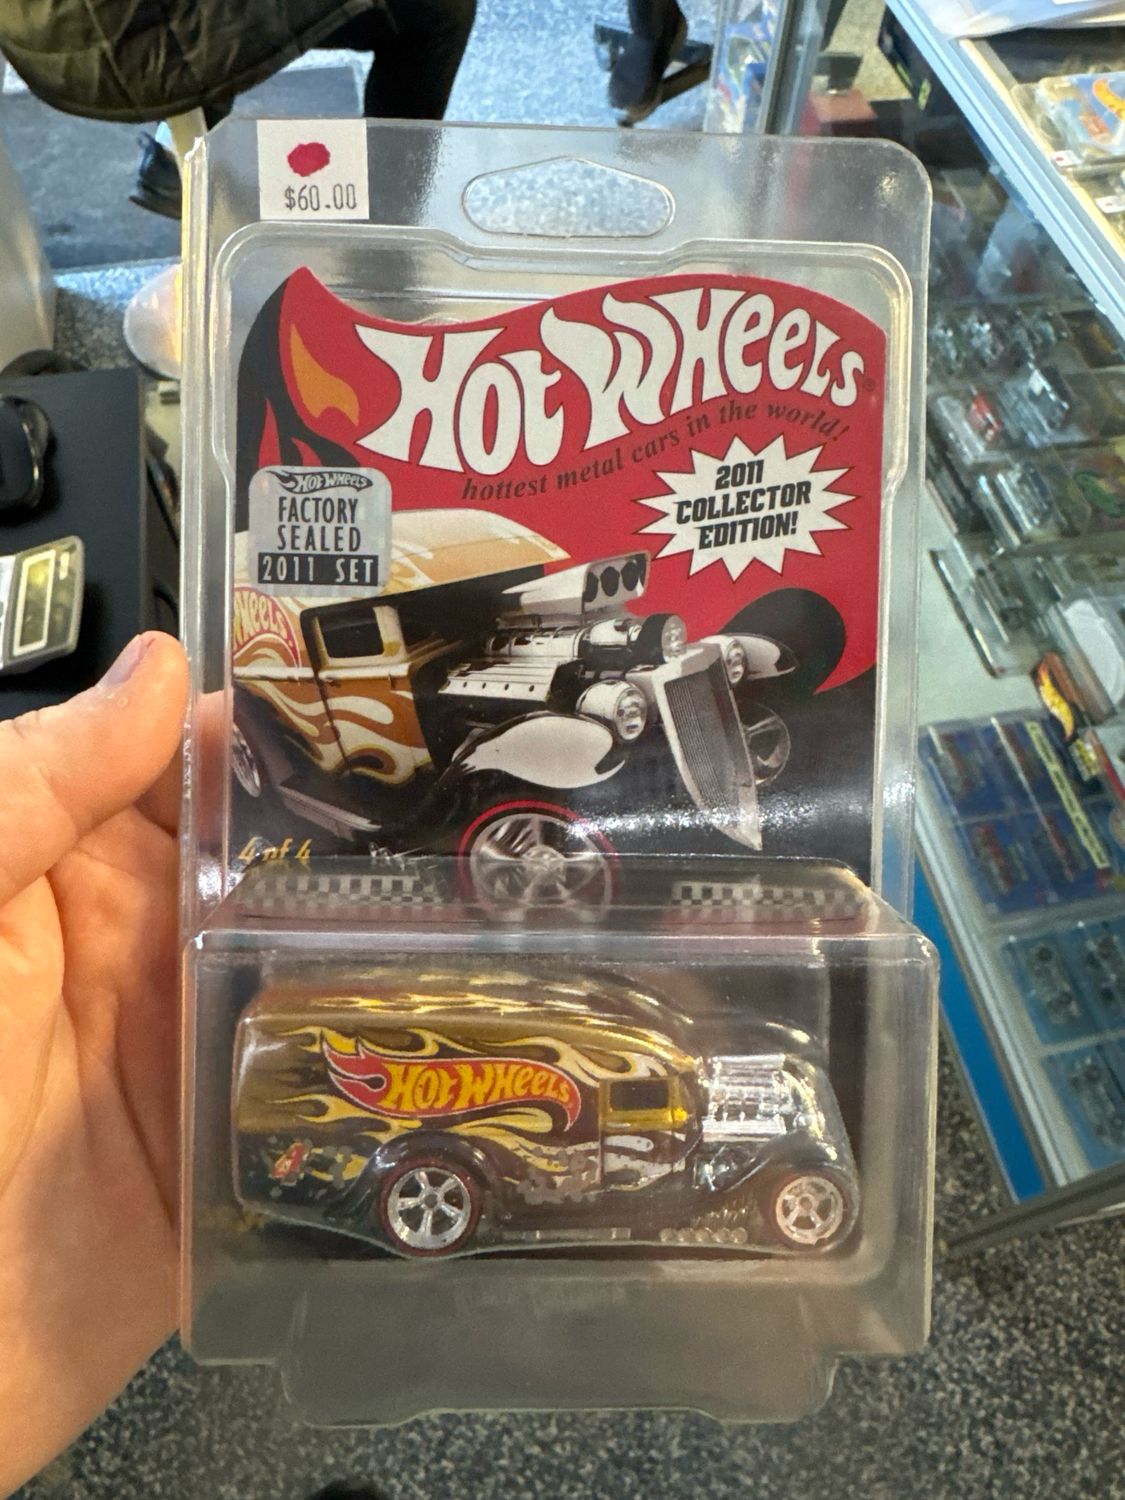 $60.00
HOT WHEELS®
hottest metal cars in the world!
2011
COLLECTOR
EDITION!
HOT WHEELS
FACTORY
SEALED
2011 SET
WHEELS
4 of 4
HOT WHEELS